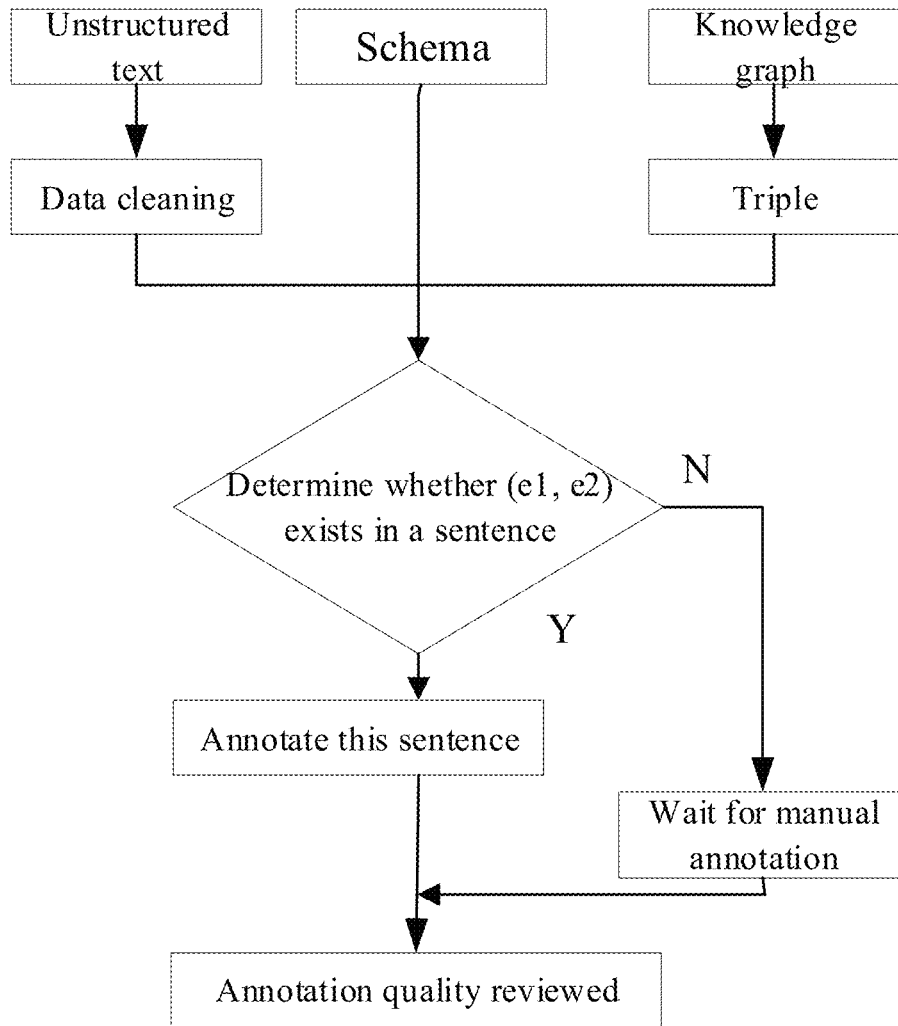 Unstructured
text
Schema
Knowledge
graph
Data cleaning
Triple
Determine whether (e1, e2)
exists in a sentence
N
Y
Annotate this sentence
Wait for manual
annotation
Annotation quality reviewed